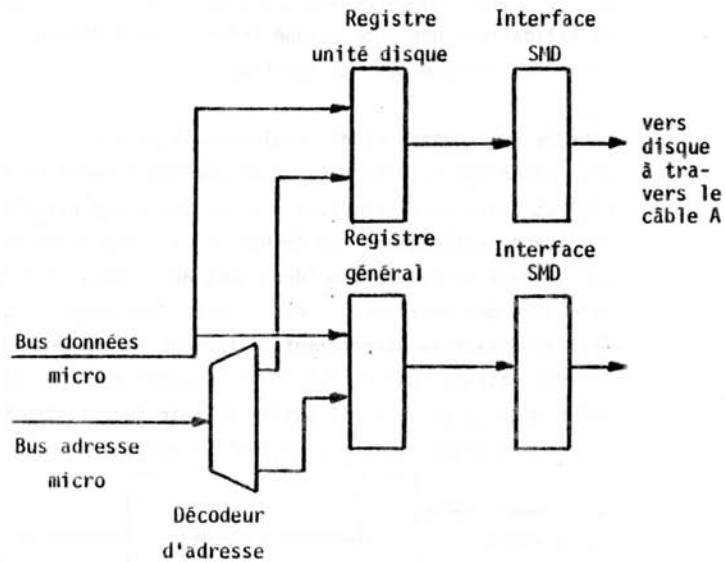 Registre
unité disque
Interface
SMD
vers
disque
à tra-
vers le
câble A
Registre
général
Interface
SMD
Bus données
micro
Bus adresse
micro
Décodeur
d'adresse